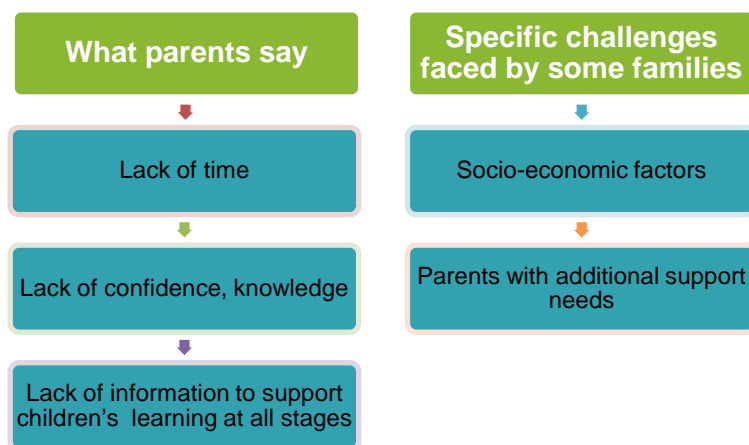 What parents say
Lack of time
Lack of confidence, knowledge
Lack of information to support
children’s learning at all stages
Specific challenges
faced by some families
Socio-economic factors
Parents with additional support
needs